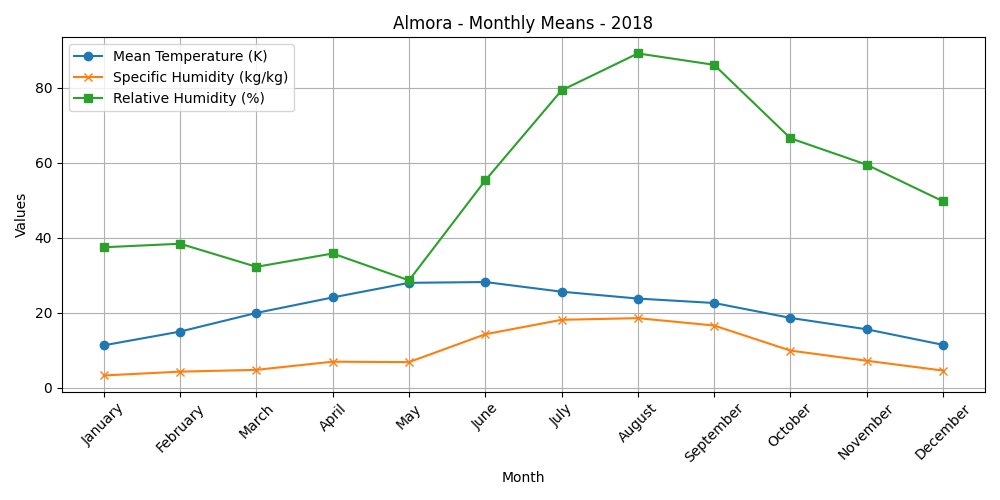 Almora - Monthly Means - 2018
Mean Temperature (K)
Specific Humidity (kg/kg)
Relative Humidity (%)
Values
80
60
40
20
0
January
February
March
April
May
June
July
August
September
October
November
December
Month